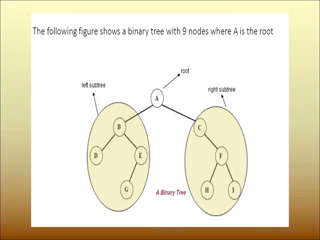 The following figure shows a binary tree with 9 nodes where A is the root
root
left subtree
right subtree
A
B
C
D
E
F
G
H
I
A Binary Tree